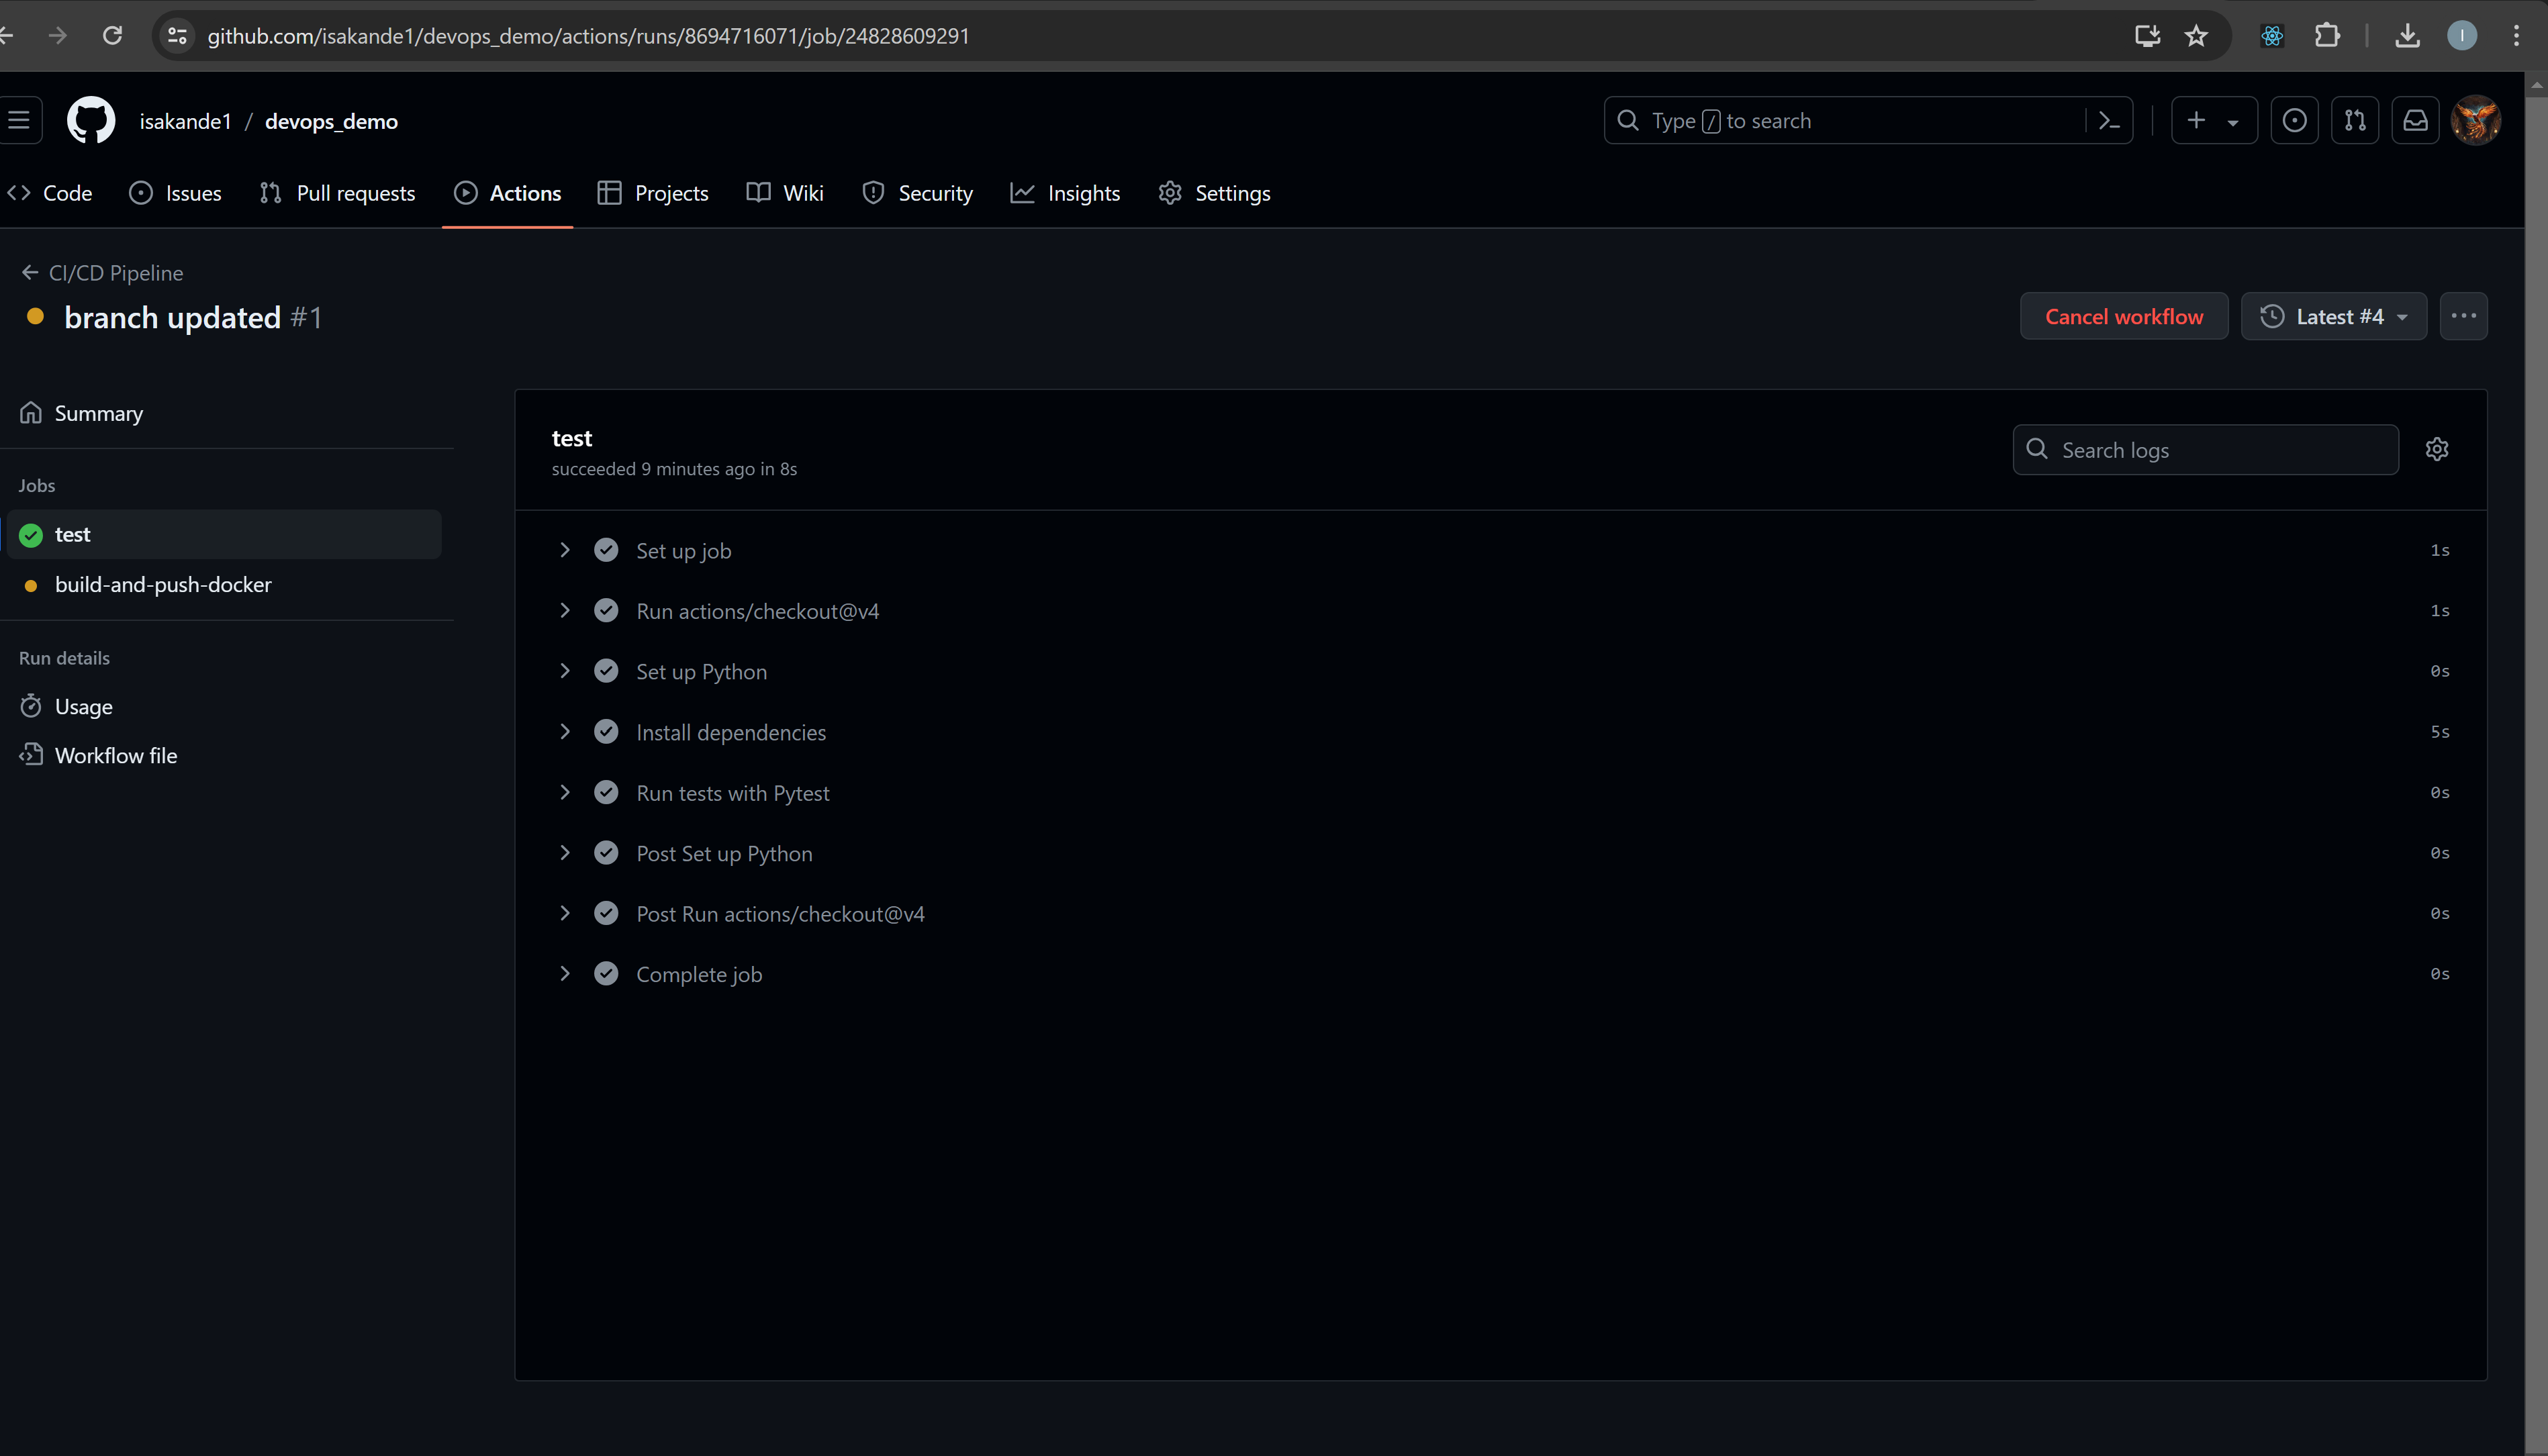 github.com/isakande1/devops_demo/actions/runs/8694716071/job/24828609291
I
isakande1 / devops_demo
Type / to search
Code Issues Pull requests Actions Projects Wiki Security Insights Settings
CI/CD Pipeline
branch updated #1
Cancel workflow
Latest #4
Summary
Jobs
test
build-and-push-docker
Run details
Usage
Workflow file
test
succeeded 9 minutes ago in 8s
Search logs
Set up job 1s
Run actions/checkout@v4 1s
Set up Python 0s
Install dependencies 5s
Run tests with Pytest 0s
Post Set up Python 0s
Post Run actions/checkout@v4 0s
Complete job 0s